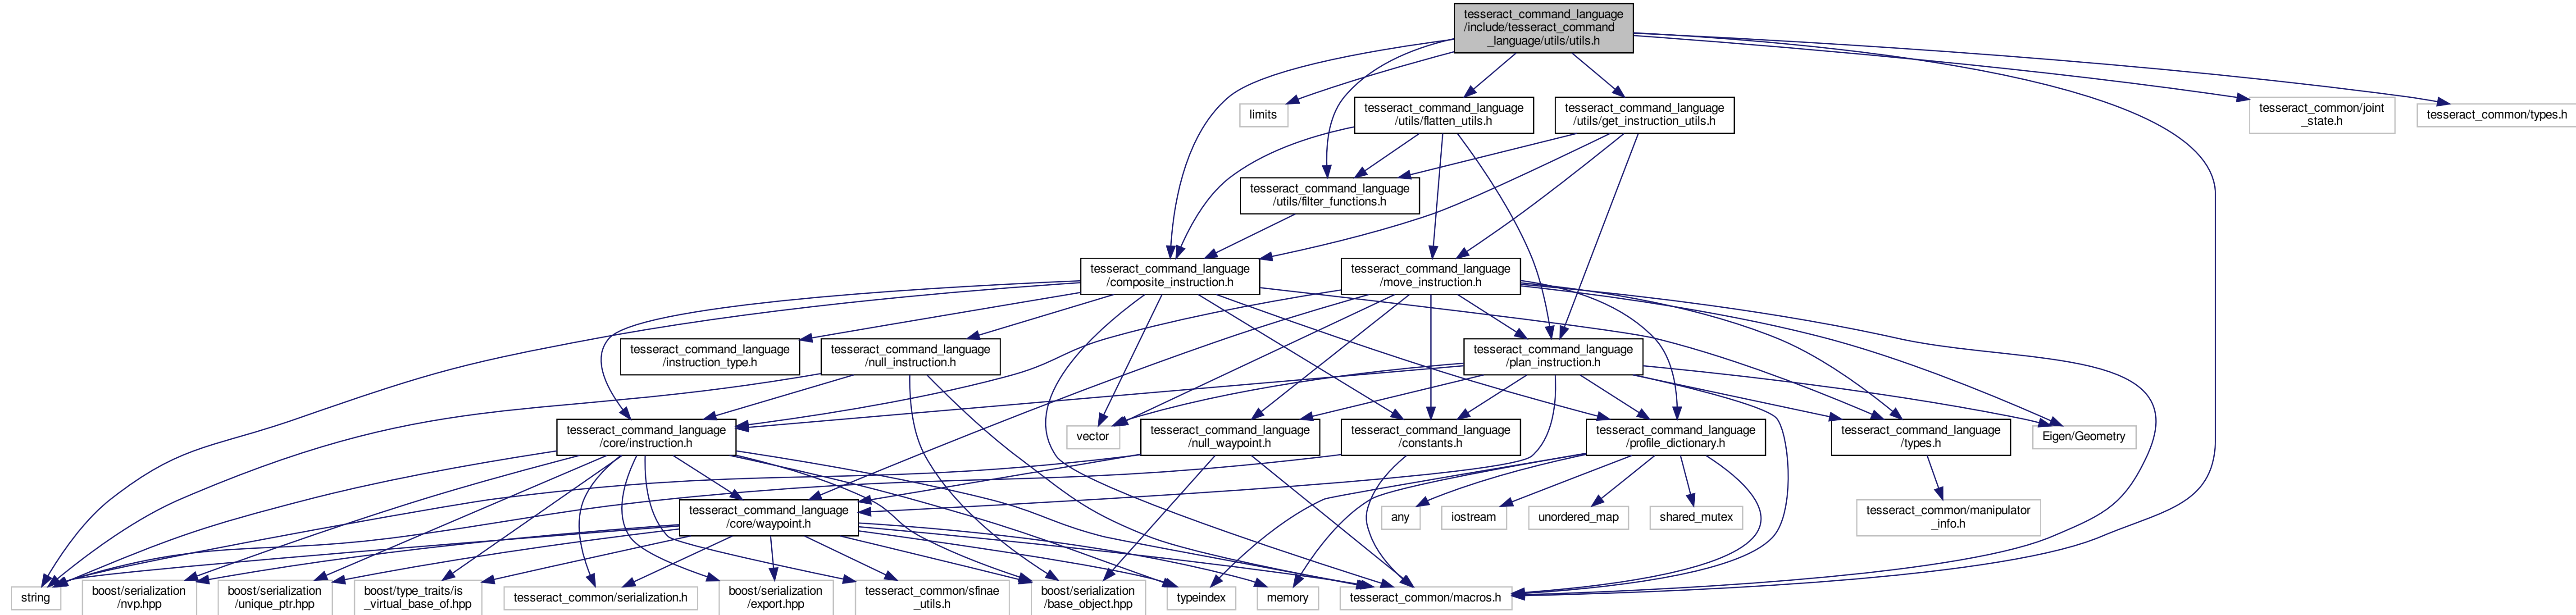 tesseract_command_language
/include/tesseract_command
_language/utils/utils.h
limits
tesseract_command_language
/utils/flatten_utils.h
tesseract_command_language
/utils/get_instruction_utils.h
tesseract_common/joint
_state.h
tesseract_common/types.h
tesseract_command_language
/utils/filter_functions.h
tesseract_command_language
/composite_instruction.h
tesseract_command_language
/move_instruction.h
tesseract_command_language
/instruction_type.h
tesseract_command_language
/null_instruction.h
tesseract_command_language
/plan_instruction.h
tesseract_command_language
/core/instruction.h
vector
tesseract_command_language
/null_waypoint.h
tesseract_command_language
/constants.h
tesseract_command_language
/profile_dictionary.h
tesseract_command_language
/types.h
Eigen/Geometry
tesseract_command_language
/core/waypoint.h
any
iostream
unordered_map
shared_mutex
tesseract_common/manipulator
_info.h
string
boost/serialization
/nvp.hpp
boost/serialization
/unique_ptr.hpp
boost/type_traits/is
_virtual_base_of.hpp
tesseract_common/serialization.h
boost/serialization
/export.hpp
tesseract_common/sfinae
_utils.h
boost/serialization
/base_object.hpp
typeindex
memory
tesseract_common/macros.h